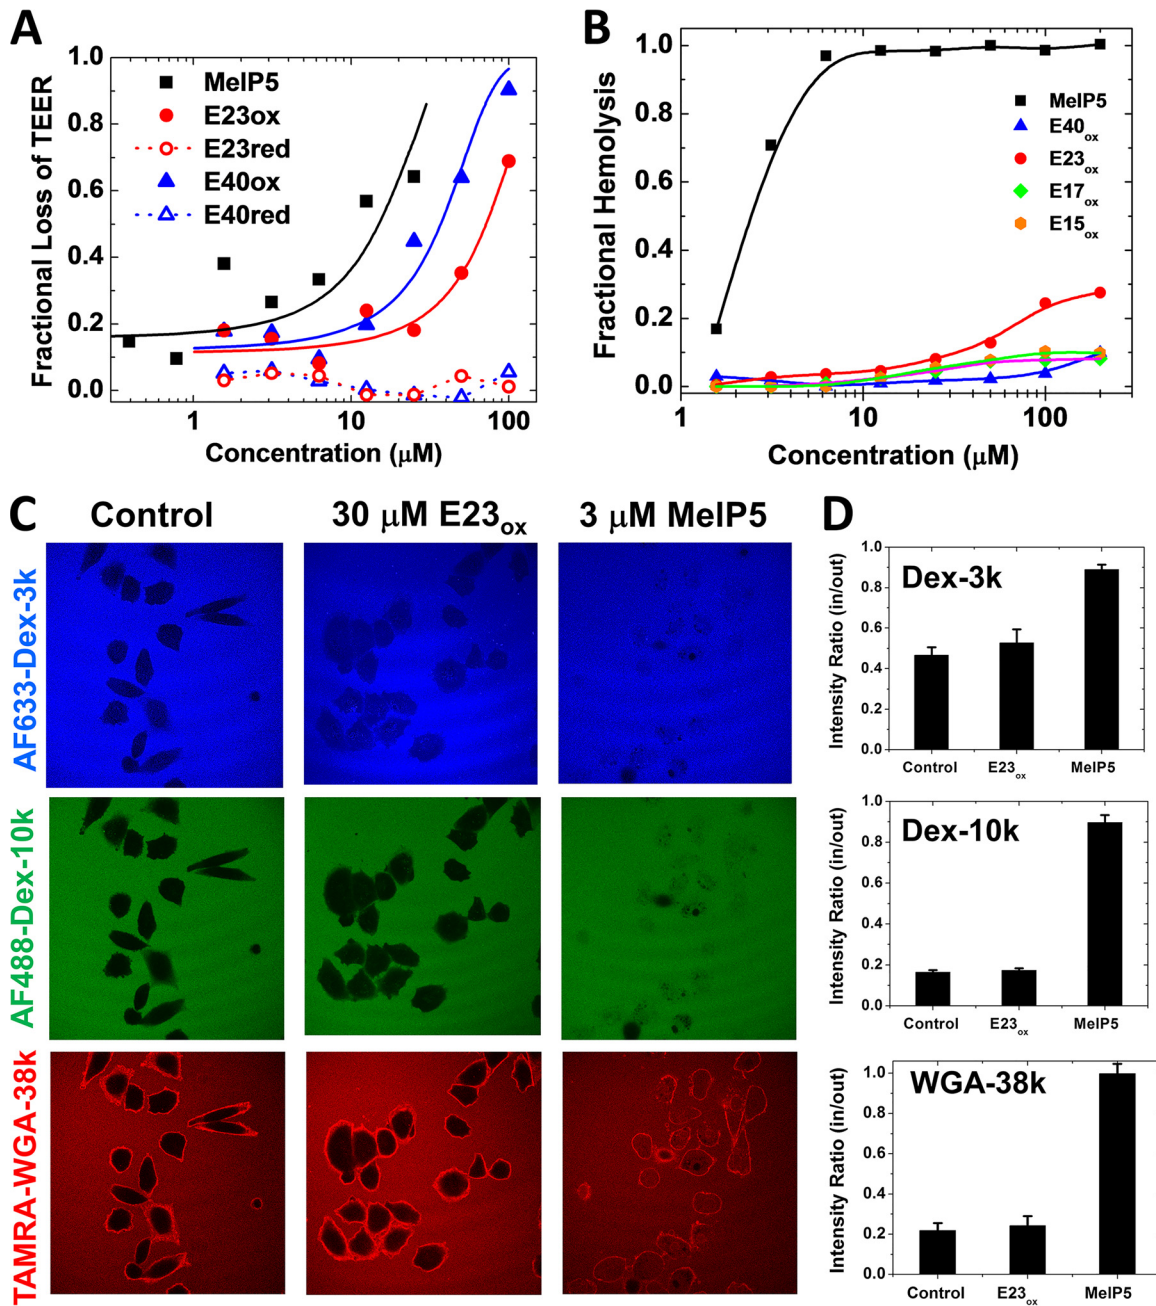 A
Fractional Loss of TEER
1.0
0.8
0.6
0.4
0.2
0.0
MelP5
E23ox
E23red
E40ox
E40red
1
10
100
Concentration (μM)
B
Fractional Hemolysis
1.0
0.8
0.6
0.4
0.2
0.0
MelP5
E40ox
E23ox
E17ox
E15ox
1
10
100
Concentration (μM)
C
Control
30 μM E23ox
3 μM MelP5
AF633-Dex-3k
AF488-Dex-10k
TAMRA-WGA-38k
D
Intensity Ratio (in/out)
1.0
0.8
0.6
0.4
0.2
0.0
Dex-3k
Control
E23ox
MelP5
Intensity Ratio (in/out)
1.0
0.8
0.6
0.4
0.2
0.0
Dex-10k
Control
E23ox
MelP5
Intensity Ratio (in/out)
1.0
0.8
0.6
0.4
0.2
0.0
WGA-38k
Control
E23ox
MelP5